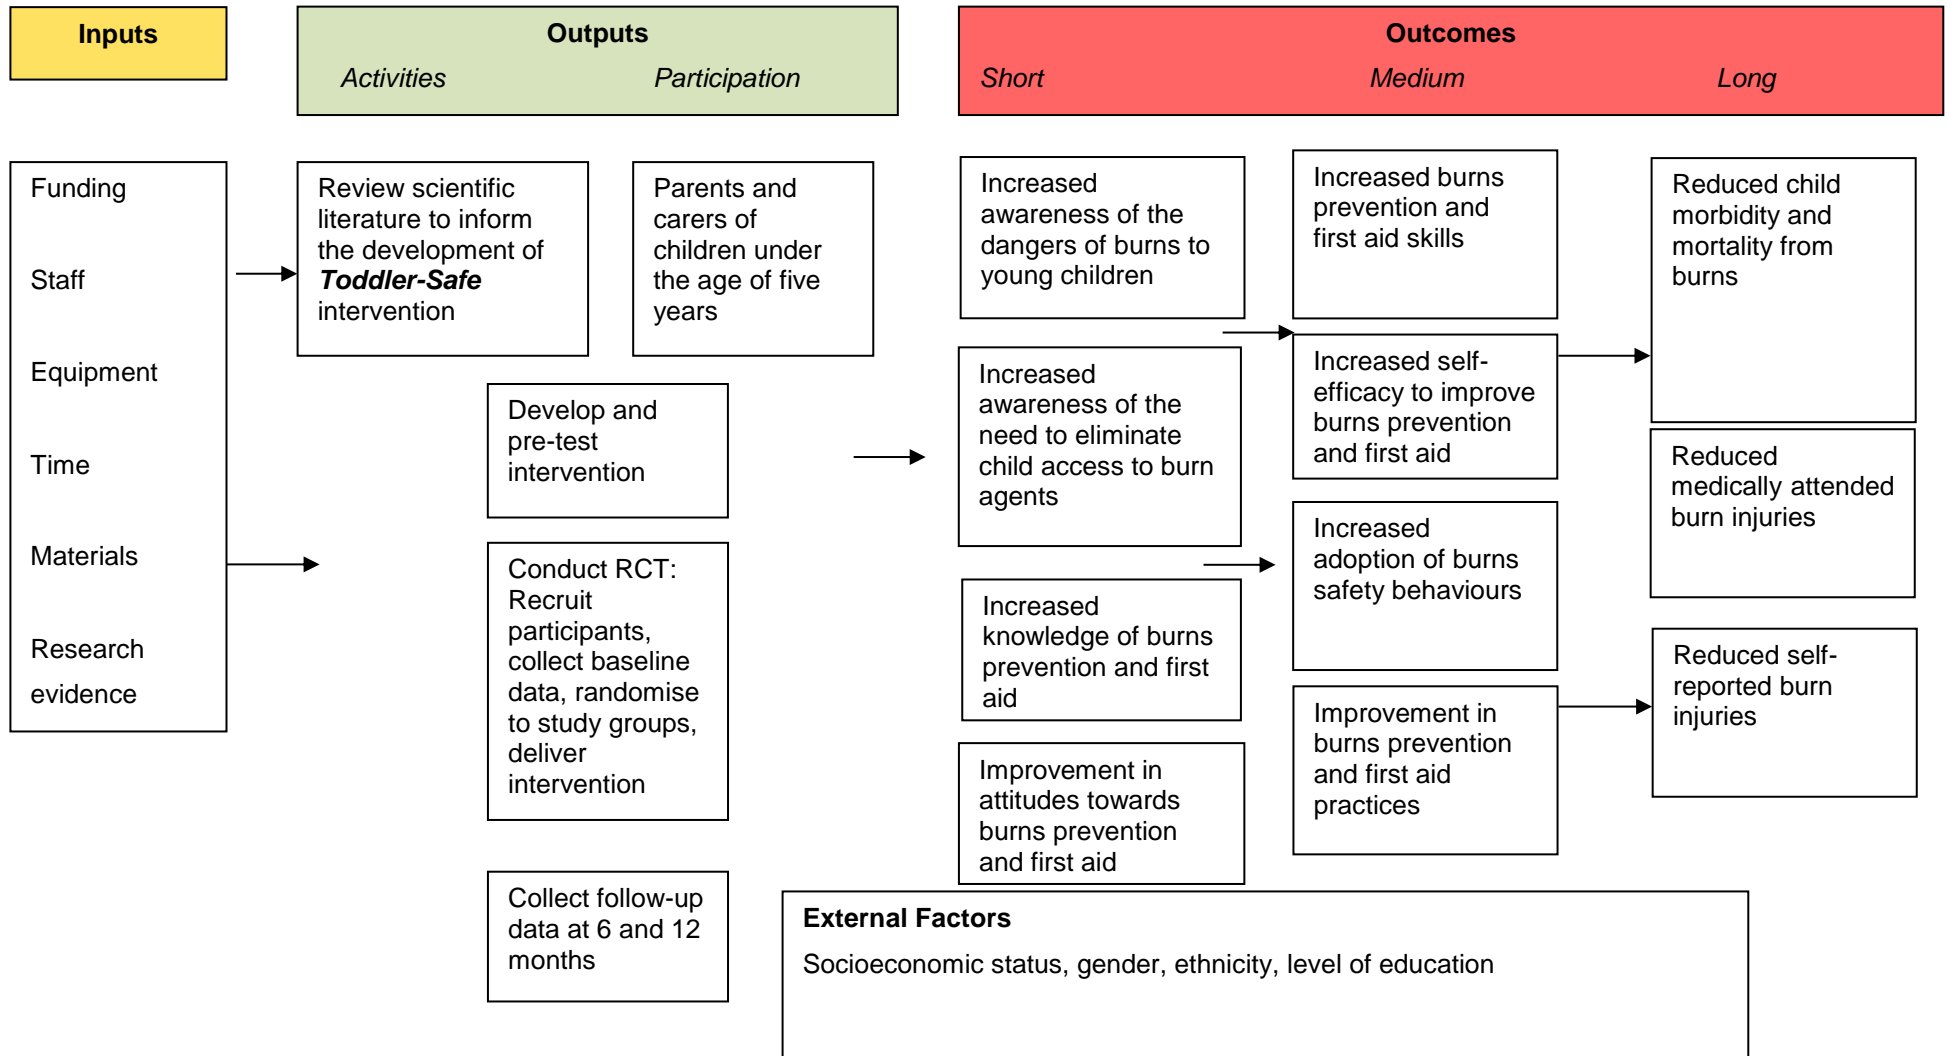 Inputs
Outputs
Activities
Participation
Outcomes
Short
Medium
Long
Funding
Staff
Equipment
Time
Materials
Research
evidence
Review scientific
literature to inform
the development of
Toddler-Safe
intervention
Parents and
carers of
children under
the age of five
years
Develop and
pre-test
intervention
Conduct RCT:
Recruit
participants,
collect baseline
data, randomise
to study groups,
deliver
intervention
Collect follow-up
data at 6 and 12
months
Increased
awareness of the
dangers of burns to
young children
Increased
awareness of the
need to eliminate
child access to burn
agents
Increased
knowledge of burns
prevention and first
aid
Improvement in
attitudes towards
burns prevention
and first aid
Increased burns
prevention and
first aid skills
Increased self-
efficacy to improve
burns prevention
and first aid
Increased
adoption of burns
safety behaviours
Improvement in
burns prevention
and first aid
practices
Reduced child
morbidity and
mortality from
burns
Reduced
medically attended
burn injuries
Reduced self-
reported burn
injuries
External Factors
Socioeconomic status, gender, ethnicity, level of education